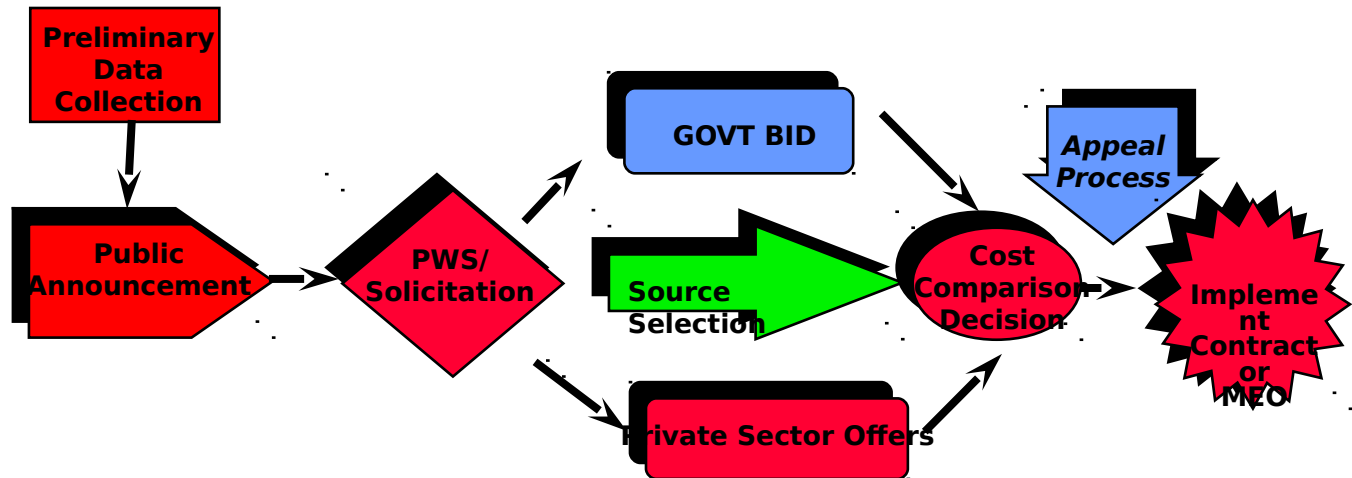 Preliminary
Data
Collection
Public
Announcement
PWS/
Solicitation
GOVT BID
Source
Selection
Private Sector Offers
Cost
Comparison
Decision
Appeal
Process
Impleme
nt
Contract
or
MEO